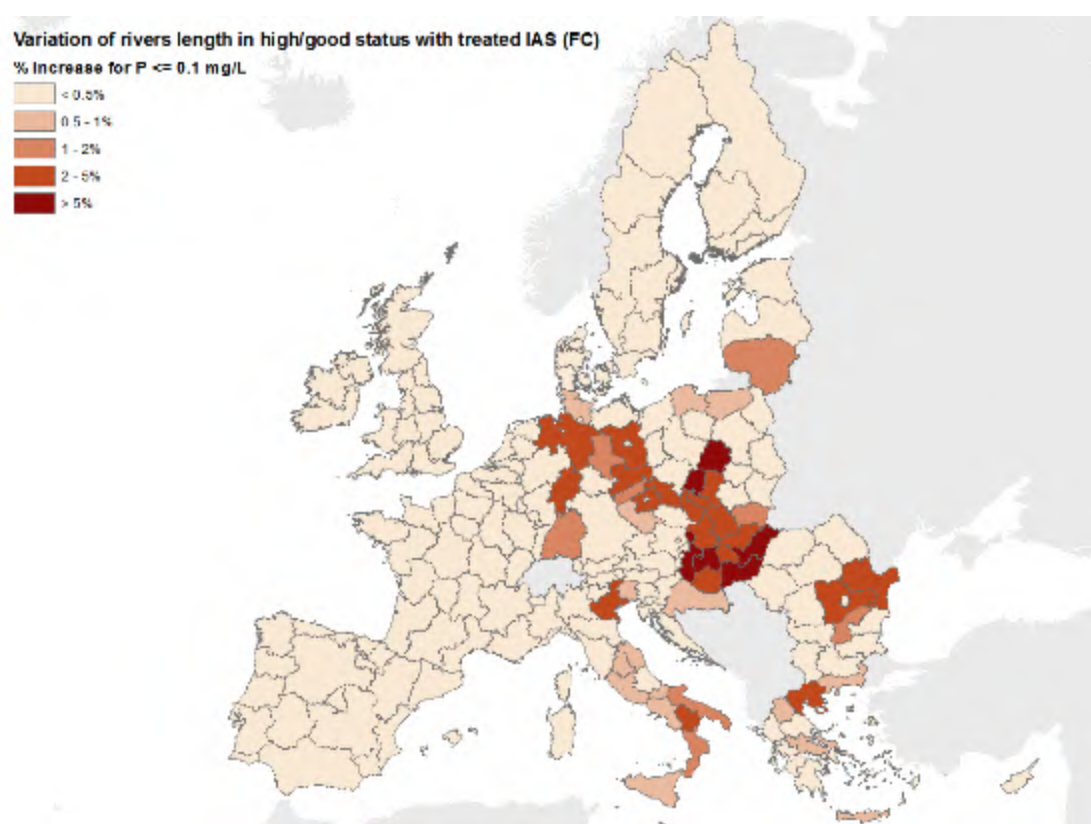 Variation of rivers length in high/good status with treated IAS (FC)
% Increase for P <= 0.1 mg/L
< 0.5%
0.5 - 1%
1 - 2%
2 - 5%
> 5%